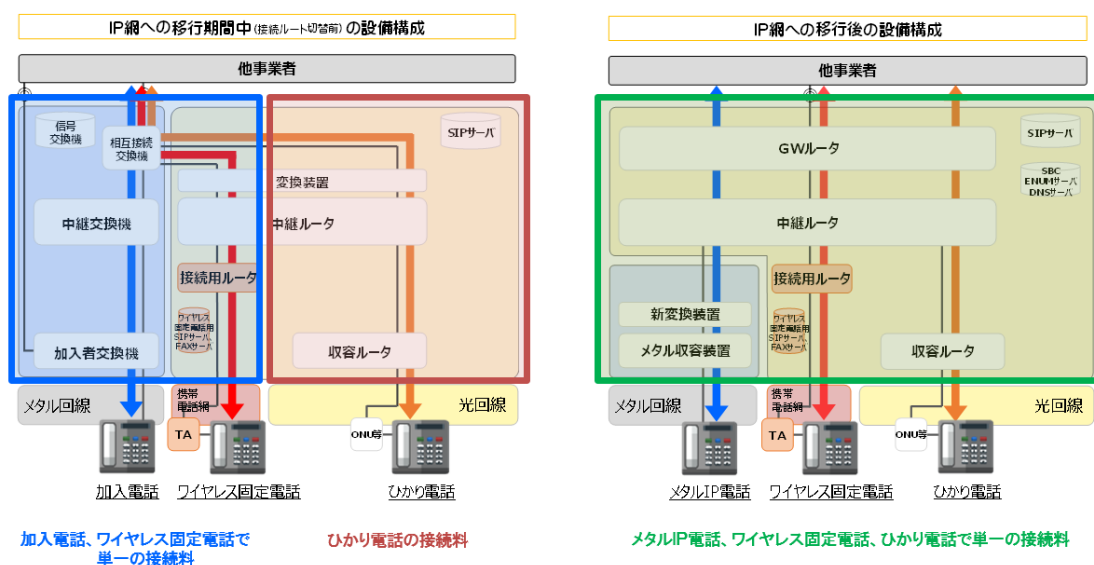 IP網への移行期間中(接続ルート切替前)の設備構成
他事業者
信号
交換機
相互接続
交換機
SIPサーバ
変換装置
中継交換機
中継ルータ
接続用ルータ
ワイヤレス
固定電話用
SIPサーバ、
FAXサーバ
加入者交換機
収容ルータ
メタル回線
携帯
電話網
光回線
TA
ONU等
加入電話
ワイヤレス固定電話
ひかり電話
加入電話、ワイヤレス固定電話で
単一の接続料
ひかり電話の接続料
IP網への移行後の設備構成
他事業者
GWルータ
SIPサーバ
SBC
ENUMサーバ
DNSサーバ
中継ルータ
接続用ルータ
新変換装置
ワイヤレス
固定電話用
SIPサーバ、
FAXサーバ
メタル収容装置
収容ルータ
メタル回線
携帯
電話網
光回線
TA
ONU等
メタルIP電話
ワイヤレス固定電話
ひかり電話
メタルIP電話、ワイヤレス固定電話、ひかり電話で単一の接続料